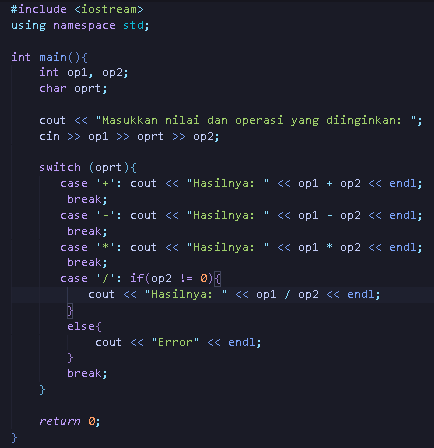 #include <iostream>
using namespace std;
int main(){
int op1, op2;
char oprt;
cout << "Masukkan nilai dan operasi yang diinginkan: ";
cin >> op1 >> oprt >> op2;
switch (oprt){
case '+': cout << "Hasilnya: " << op1 + op2 << endl;
break;
case '-': cout << "Hasilnya: " << op1 - op2 << endl;
break;
case '*': cout << "Hasilnya: " << op1 * op2 << endl;
break;
case '/': if(op2 != 0){
cout << "Hasilnya: " << op1 / op2 << endl;
}
else{
cout << "Error" << endl;
}
break;
}
return 0;
}